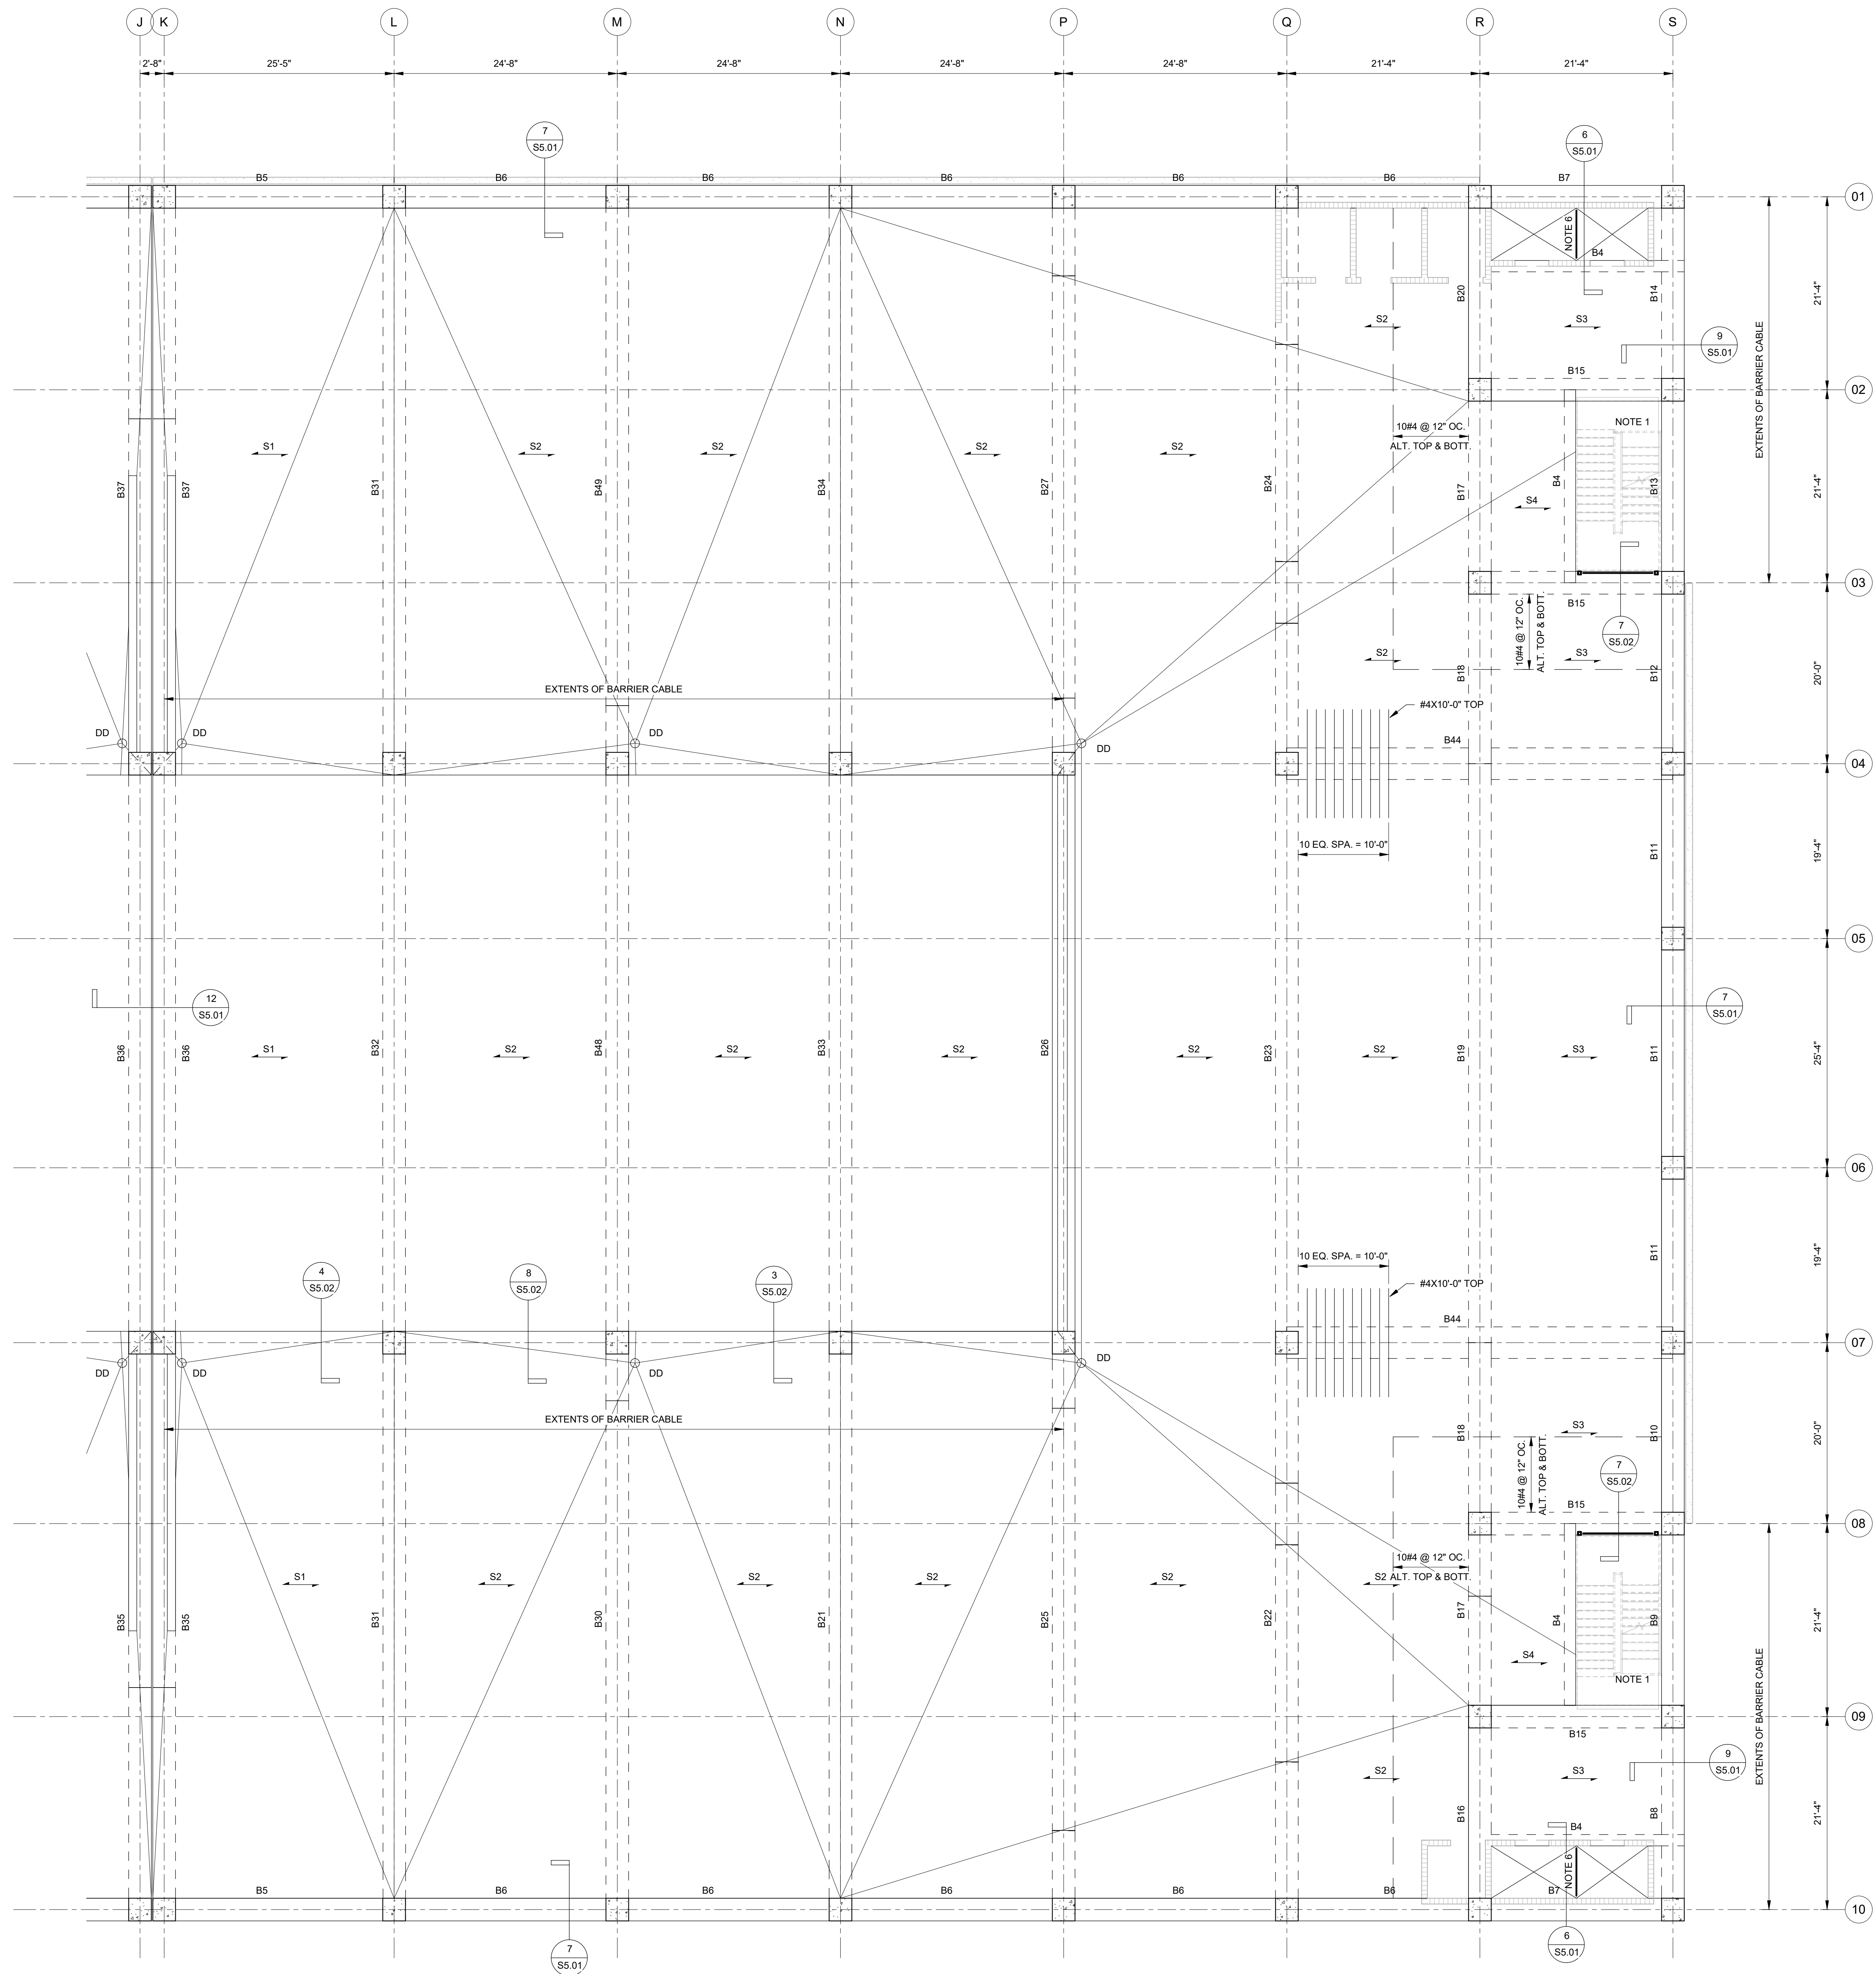 J
K
L
M
N
P
Q
R
S
2'-8"
25'-5"
24'-8"
24'-8"
24'-8"
24'-8"
21'-4"
21'-4"
7
S5.01
6
S5.01
B5
B6
B6
B6
B6
B6
B7
01
NOTE 6
B4
B20
B14
21'-4"
S2
S3
9
S5.01
EXTENTS OF BARRIER CABLE
B15
02
10#4 @ 12" OC.
ALT. TOP & BOTT.
NOTE 1
S1
S2
S2
S2
S2
B37
B37
B31
B49
B34
B27
B24
B17
B4
B13
21'-4"
S4
03
B15
10#4 @ 12" OC.
ALT. TOP & BOTT.
7
S5.02
S2
S3
B18
B12
20'-0"
EXTENTS OF BARRIER CABLE
#4X10'-0" TOP
DD
DD
DD
DD
B44
04
10 EQ. SPA. = 10'-0"
B11
19'-4"
05
12
S5.01
7
S5.01
B36
B36
S1
B32
S2
B48
S2
B33
S2
B26
S2
B23
S2
B19
S3
B11
25'-4"
06
10 EQ. SPA. = 10'-0"
B11
19'-4"
4
S5.02
8
S5.02
3
S5.02
#4X10'-0" TOP
B44
07
DD
DD
DD
DD
EXTENTS OF BARRIER CABLE
B18
S3
B10
20'-0"
10#4 @ 12" OC.
ALT. TOP & BOTT.
7
S5.02
B15
08
10#4 @ 12" OC.
S2 ALT. TOP & BOTT.
S1
S2
S2
S2
S2
B35
B35
B31
B30
B21
B25
B22
B17
B4
B9
21'-4"
S4
NOTE 1
09
B15
EXTENTS OF BARRIER CABLE
9
S5.01
S2
S3
B16
B8
21'-4"
B4
NOTE 6
B5
B6
B6
B6
B6
B6
B7
10
7
S5.01
6
S5.01